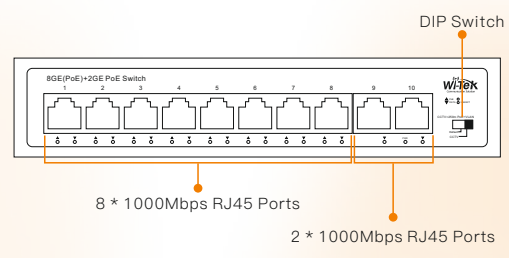 DIP Switch
8GE(PoE)+2GE PoE Switch
1 2 3 4 5 6 7 8 9 10
Wi-Tek
8 * 1000Mbps RJ45 Ports
2 * 1000Mbps RJ45 Ports